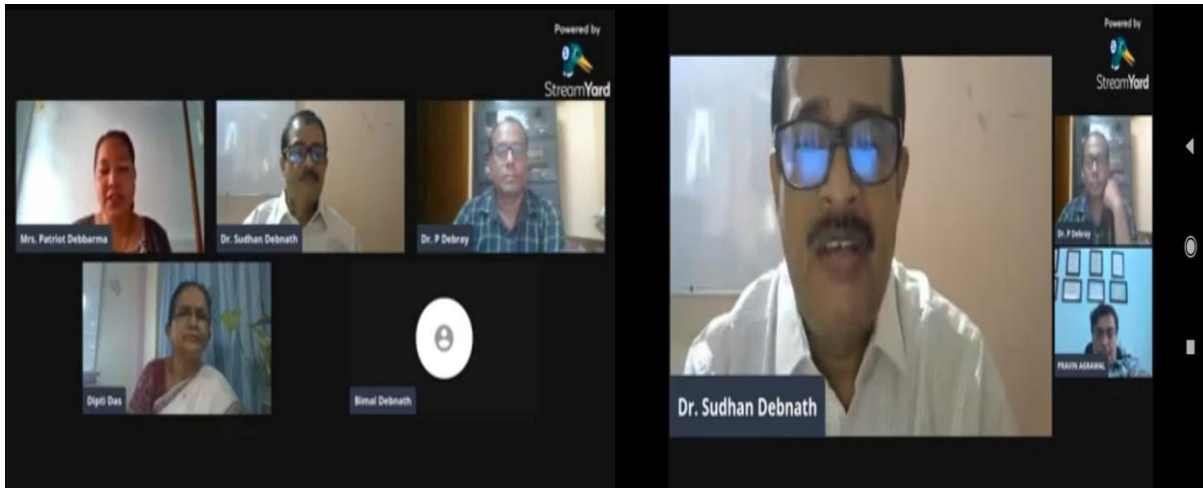 Powered by
StreamYard
Mrs. Patriot Debbarma
Dr. Sudhan Debnath
Dr. P Debray
Dipti Das
Bimal Debnath
Powered by
StreamYard
Dr. P Debray
PRAVIN AGRAWAL
Dr. Sudhan Debnath